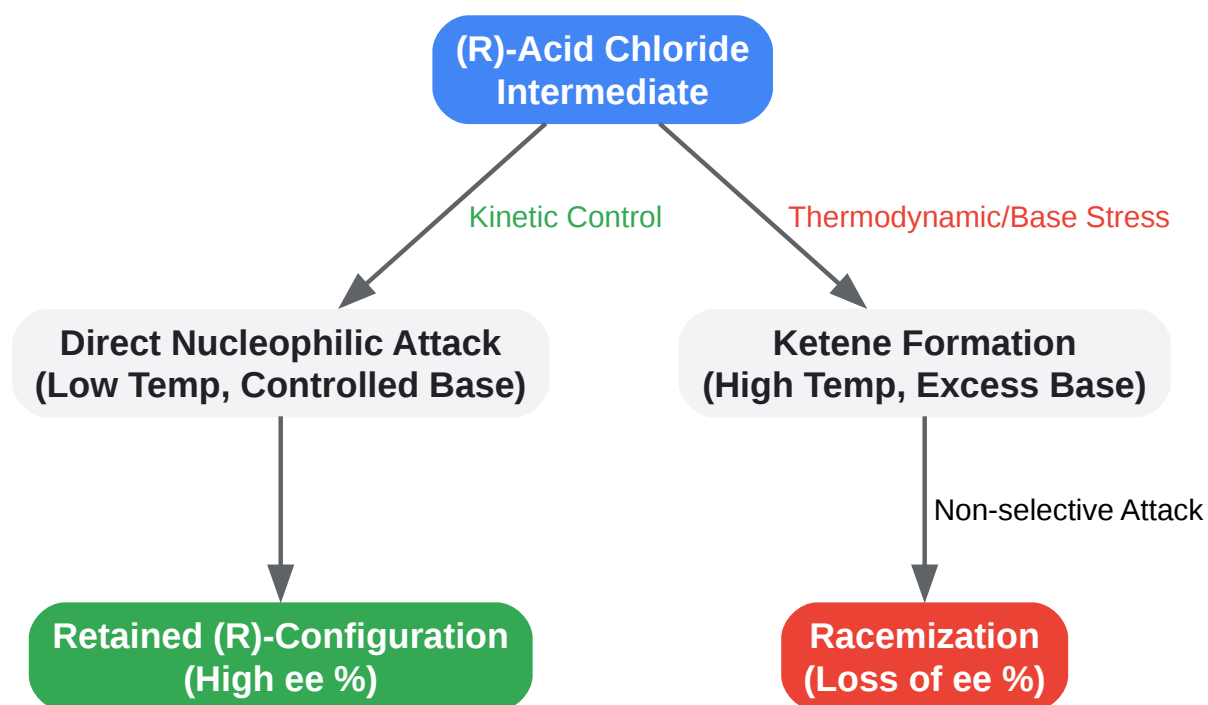 (R)-Acid Chloride
Intermediate
Kinetic Control
Thermodynamic/Base Stress
Direct Nucleophilic Attack
(Low Temp, Controlled Base)
Ketene Formation
(High Temp, Excess Base)
Non-selective Attack
Retained (R)-Configuration
(High ee %)
Racemization
(Loss of ee %)